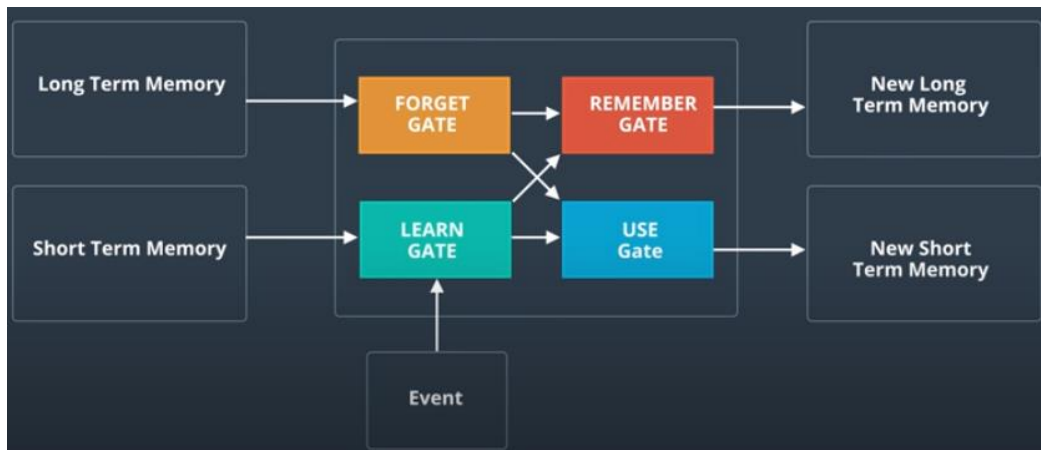 Long Term Memory
FORGET
GATE
REMEMBER
GATE
New Long
Term Memory
Short Term Memory
LEARN
GATE
USE
Gate
New Short
Term Memory
Event